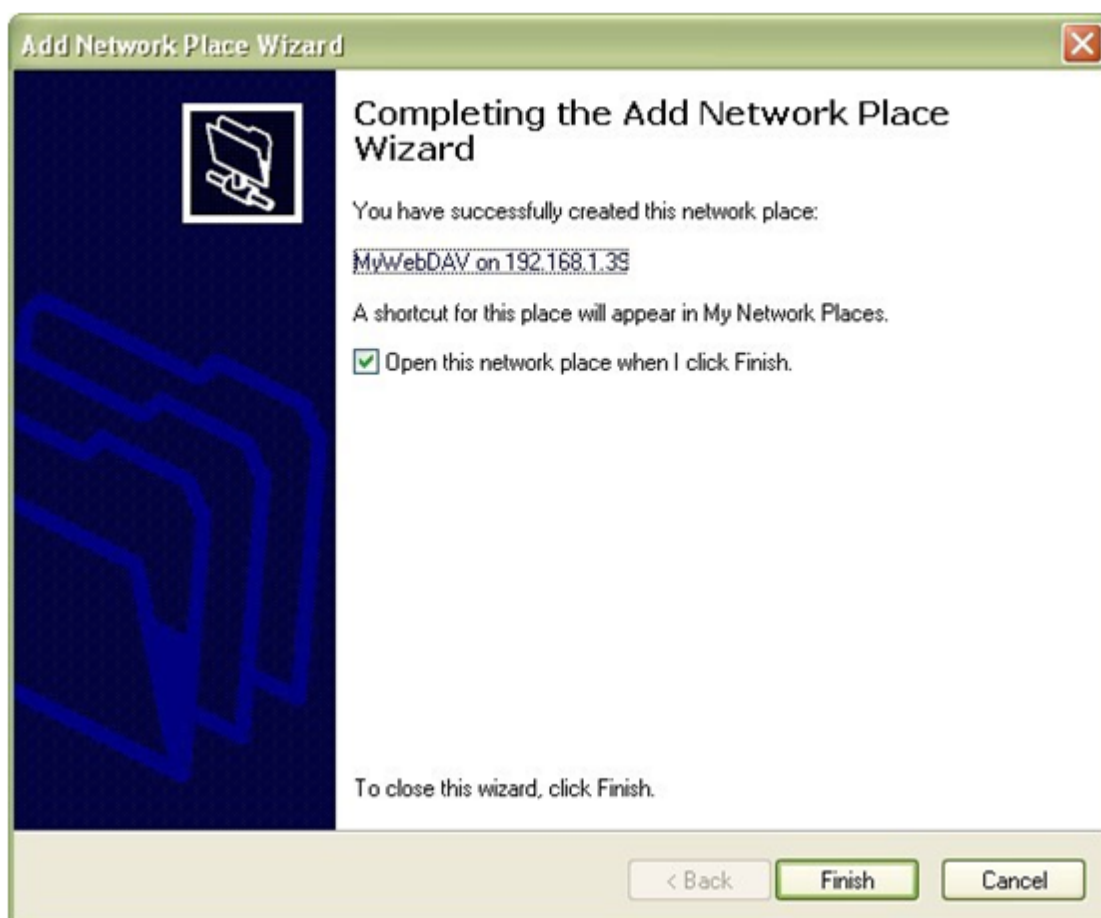 Add Network Place Wizard
Completing the Add Network Place
Wizard
You have successfully created this network place:
MyWebDAV on 192.168.1.39
A shortcut for this place will appear in My Network Places.
Open this network place when I click Finish.
To close this wizard, click Finish.
< Back
Finish
Cancel